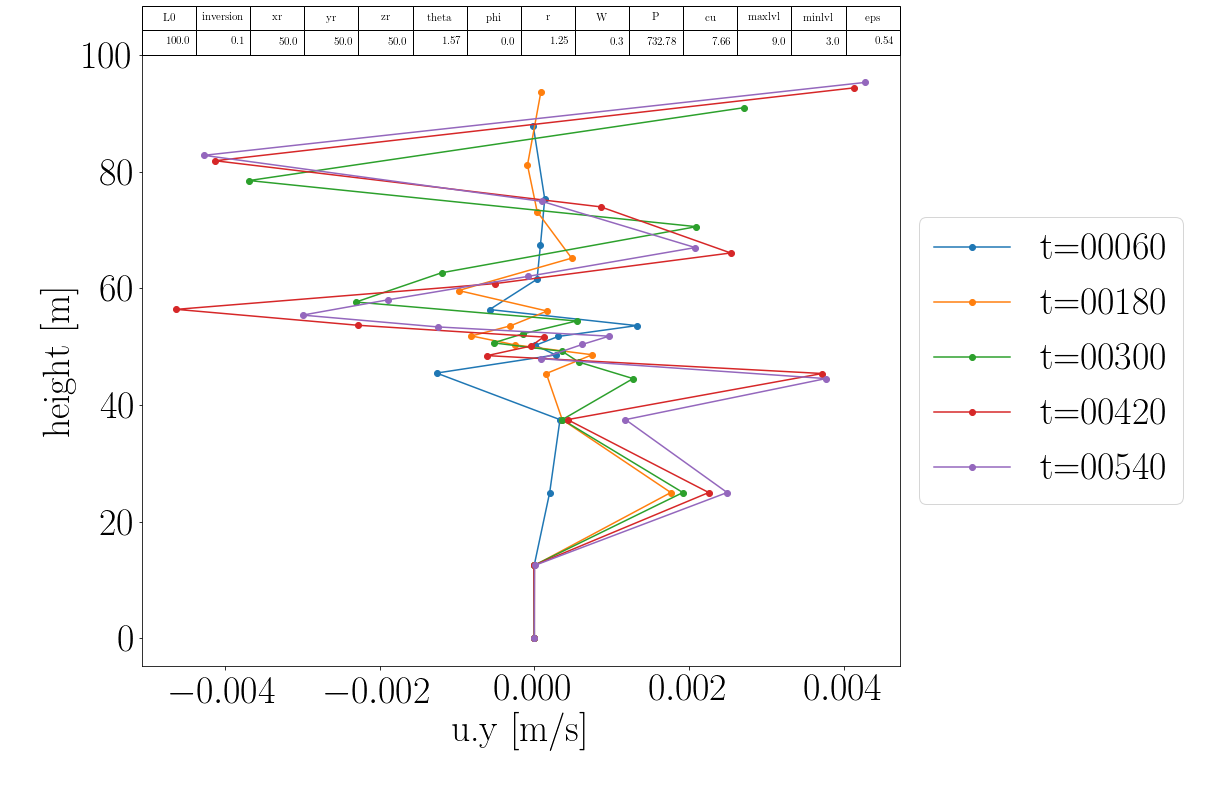 L0 inversion xr yr zr theta phi r W P cu maxlvl minlvl eps
100.0 0.1 50.0 50.0 50.0 1.57 0.0 1.25 0.3 732.78 7.66 9.0 3.0 0.54
100
80
60
40
20
0
height [m]
−0.004 −0.002 0.000 0.002 0.004
u.y [m/s]
t=00060
t=00180
t=00300
t=00420
t=00540